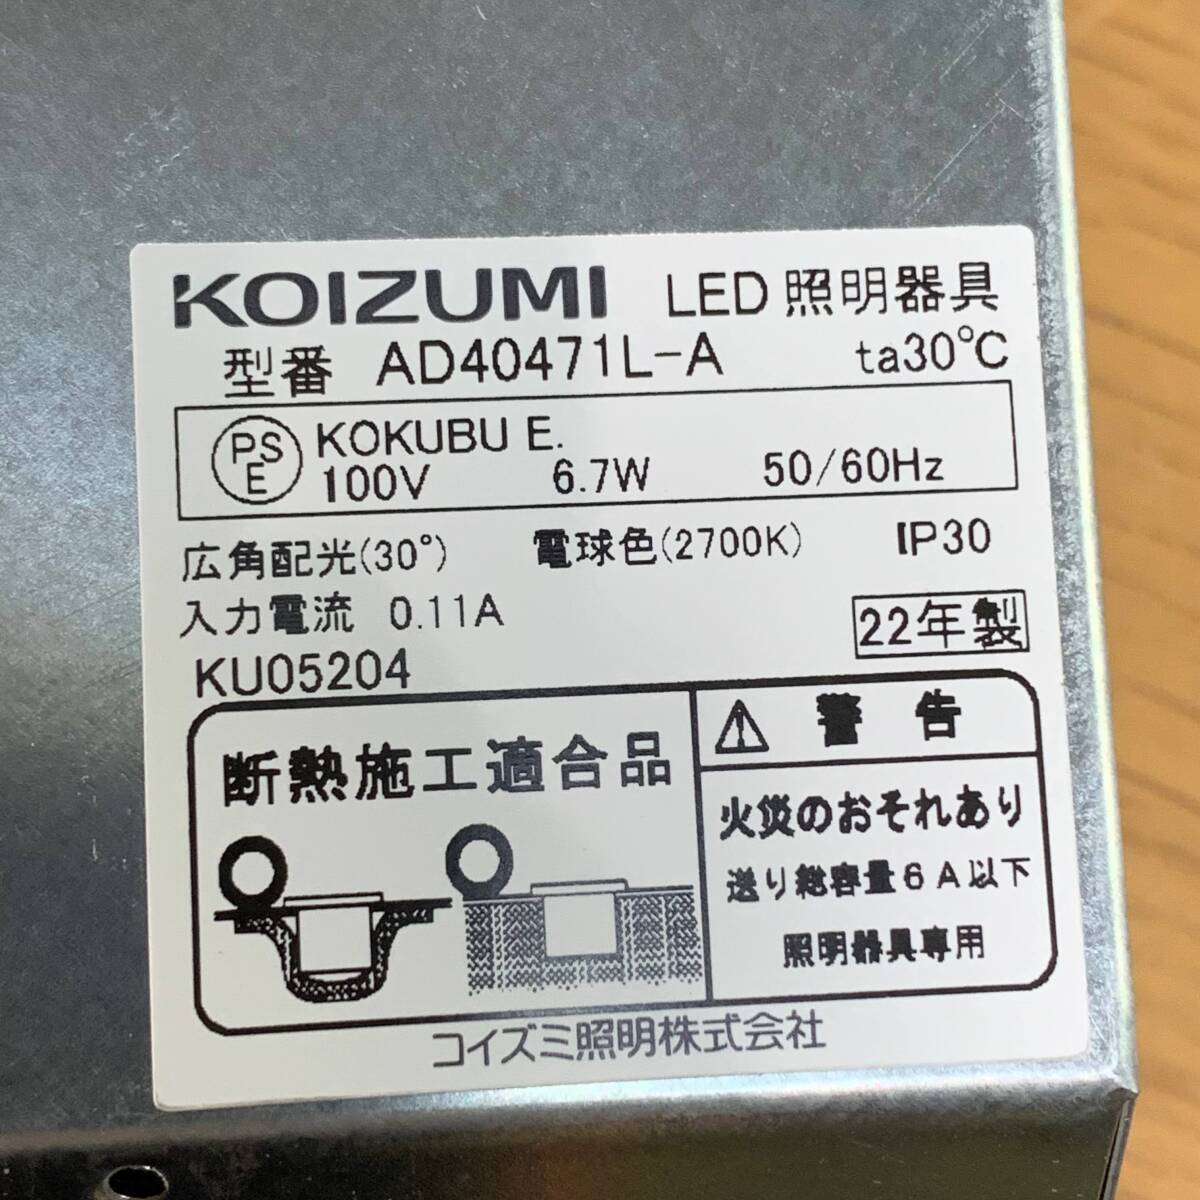 KOIZUMI LED 照明器具
型番 AD40471L-A ta30℃
PSE KOKUBU E.
100V 6.7W 50/60Hz
広角配光(30°) 電球色(2700K) IP30
入力電流 0.11A
22年製
KU05204
断熱施工適合品
警告
火災のおそれあり
送り総容量6A以下
照明器具専用
コイズミ照明株式会社